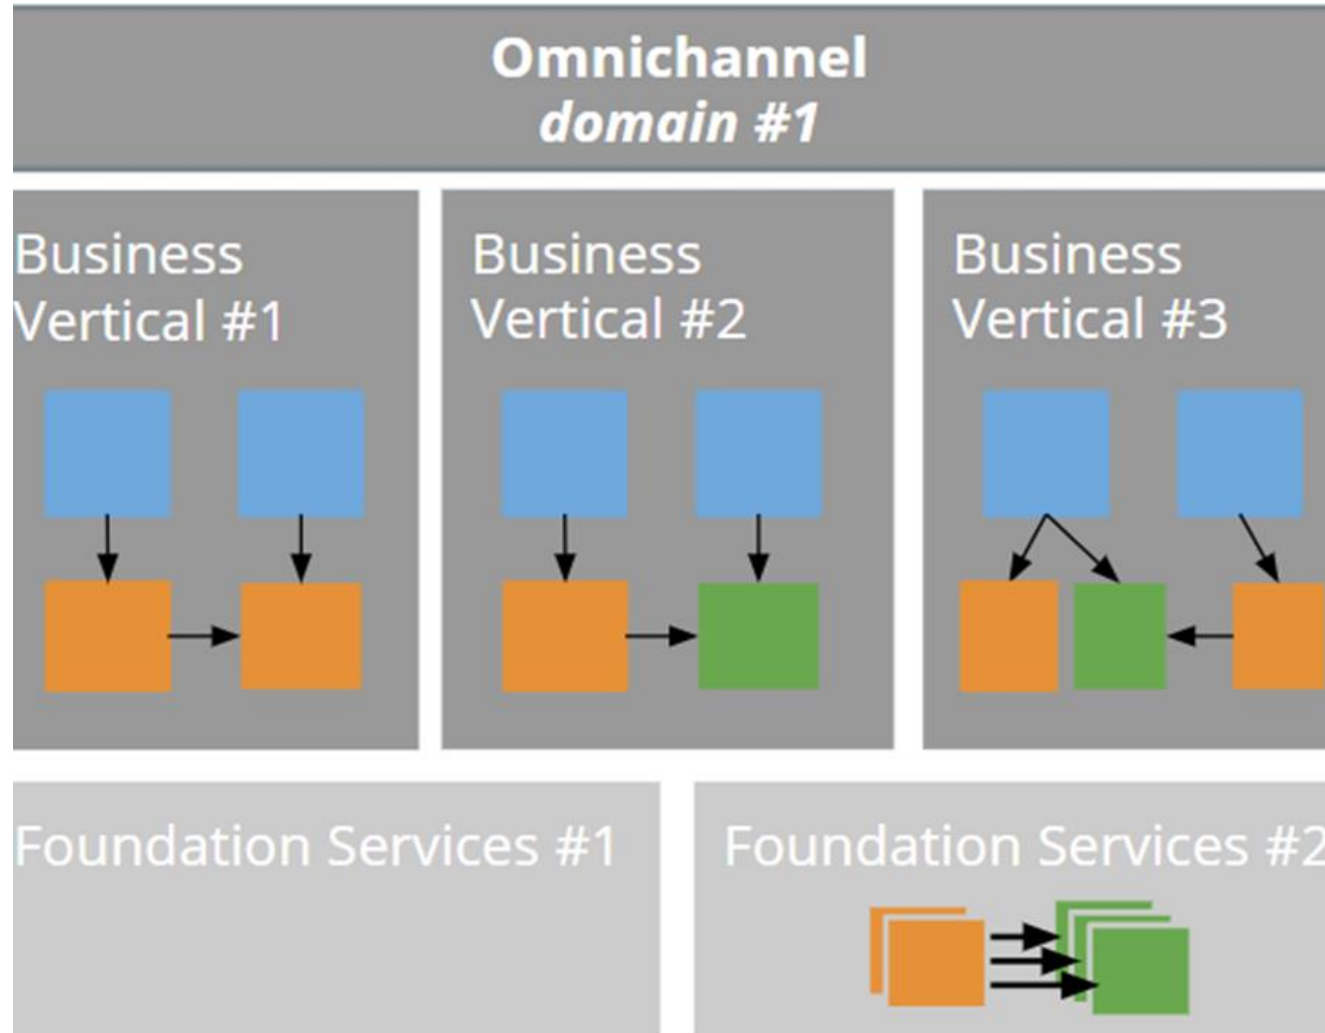 Omnichannel
domain #1
Business
Vertical #1
Business
Vertical #2
Business
Vertical #3
Foundation Services #1
Foundation Services #2